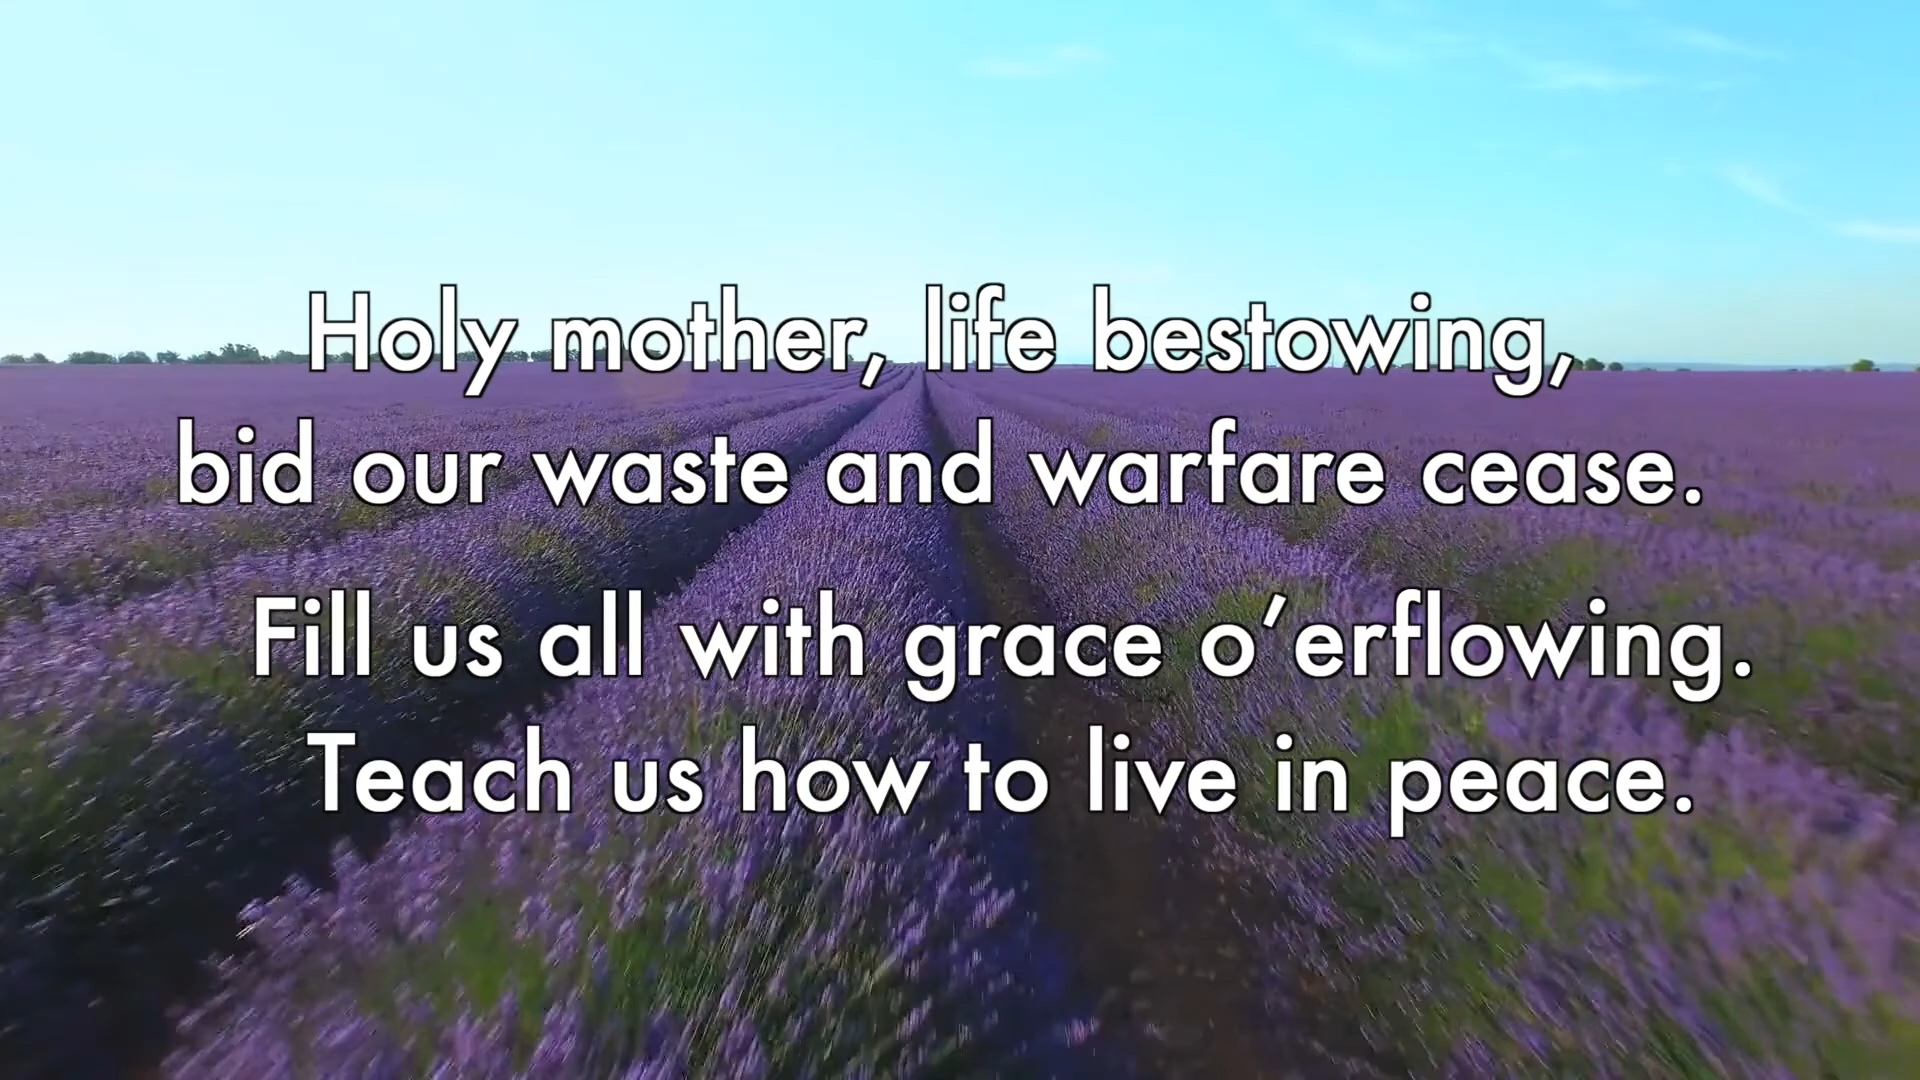 Holy mother, life bestowing,
bid our waste and warfare cease.
Fill us all with grace o’erflowing.
Teach us how to live in peace.